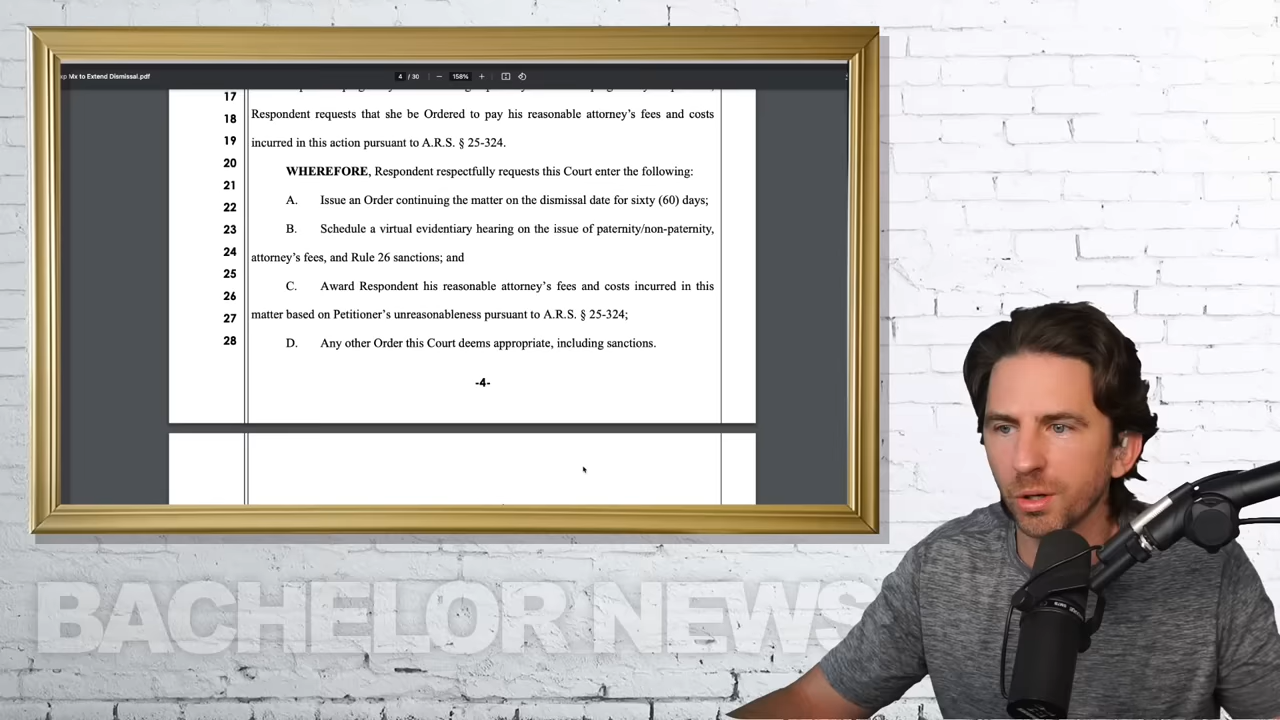 Mx to Extend Dismissal.pdf
4 / 30 158%
17
18 Respondent requests that she be Ordered to pay his reasonable attorney's fees and costs
19 incurred in this action pursuant to A.R.S. § 25-324.
20 WHEREFORE, Respondent respectfully requests this Court enter the following:
21
22 A. Issue an Order continuing the matter on the dismissal date for sixty (60) days;
23 B. Schedule a virtual evidentiary hearing on the issue of paternity/non-paternity,
24 attorney's fees, and Rule 26 sanctions; and
25
26 C. Award Respondent his reasonable attorney's fees and costs incurred in this
27 matter based on Petitioner's unreasonableness pursuant to A.R.S. § 25-324;
28 D. Any other Order this Court deems appropriate, including sanctions.
-4-
BACHELOR NEWS